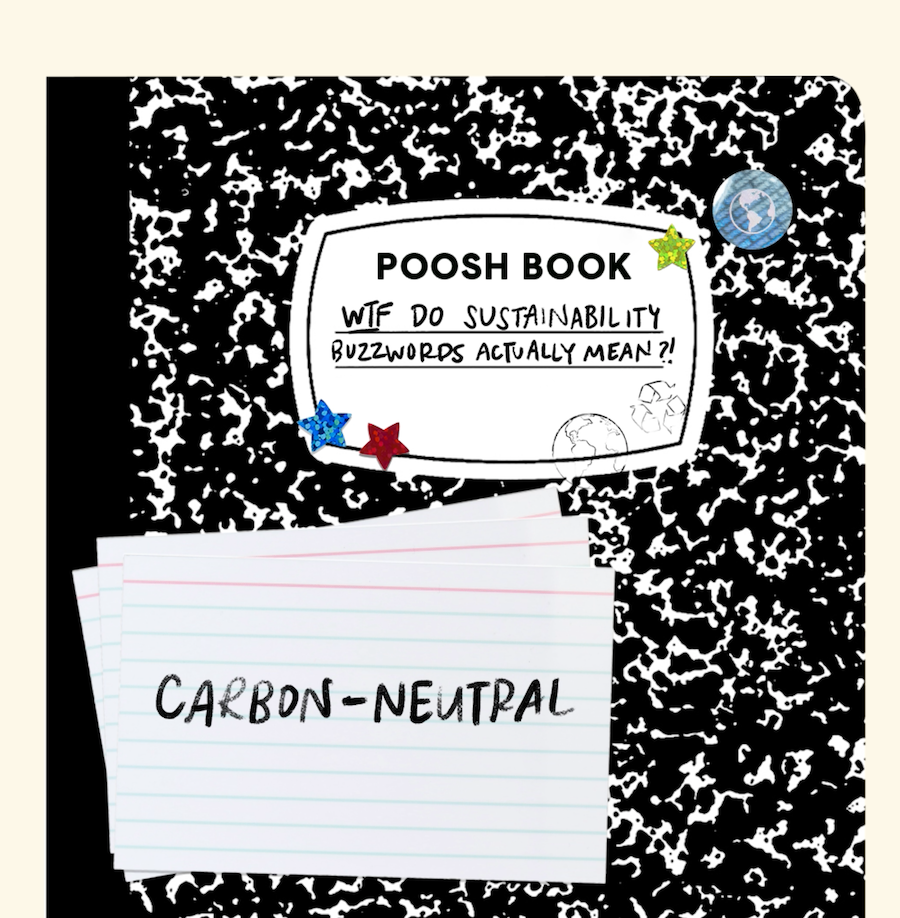 POOSH BOOK
WTF DO SUSTAINABILITY
BUZZWORDS ACTUALLY MEAN?!
CARBON-NEUTRAL